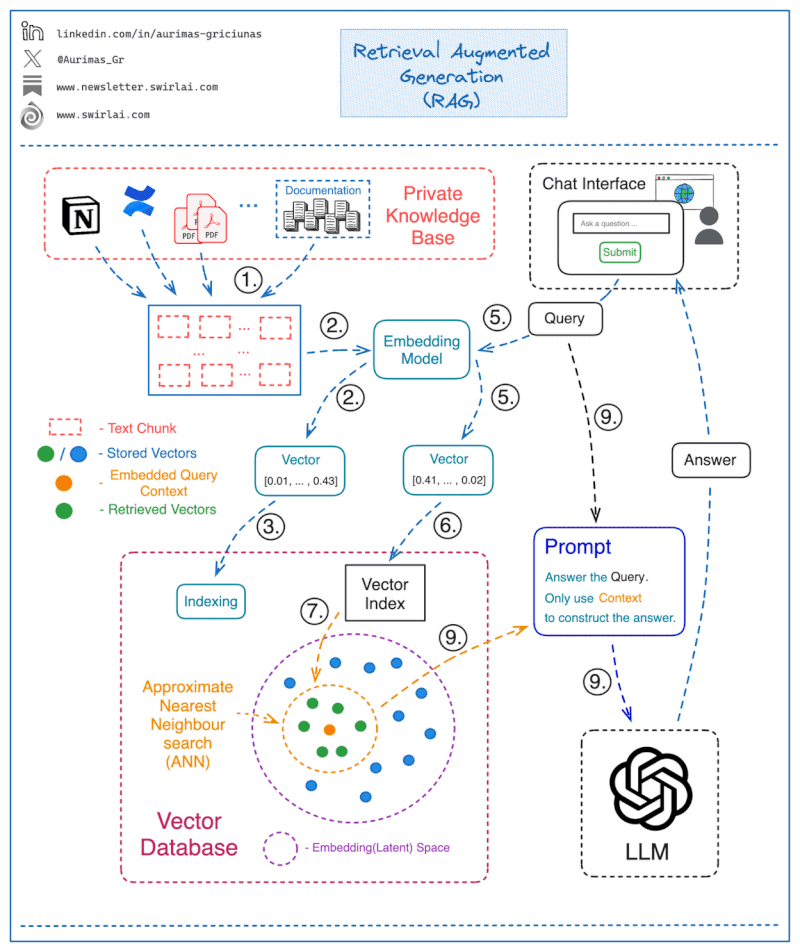 linkedin.com/in/aurimas-griciunas
@Aurimas_Gr
www.newsletter.swirlai.com
www.swirlai.com
Retrieval Augmented
Generation
(RAG)
N
PDF
PDF
PDF
...
Documentation
Private
Knowledge
Base
Chat Interface
Ask a question....
Submit
1.
...
...
...
...
2.
Embedding
Model
5.
Query
2.
5.
9.
- Text Chunk
/ - Stored Vectors
- Embedded Query
Context
- Retrieved Vectors
Vector
[0.01, ... , 0.43]
Vector
[0.41, ... , 0.02]
Answer
3.
6.
Prompt
Answer the Query.
Only use Context
to construct the answer.
Indexing
Vector
Index
7.
9.
9.
Approximate
Nearest
Neighbour
search
(ANN)
Vector
Database
- Embedding(Latent) Space
LLM